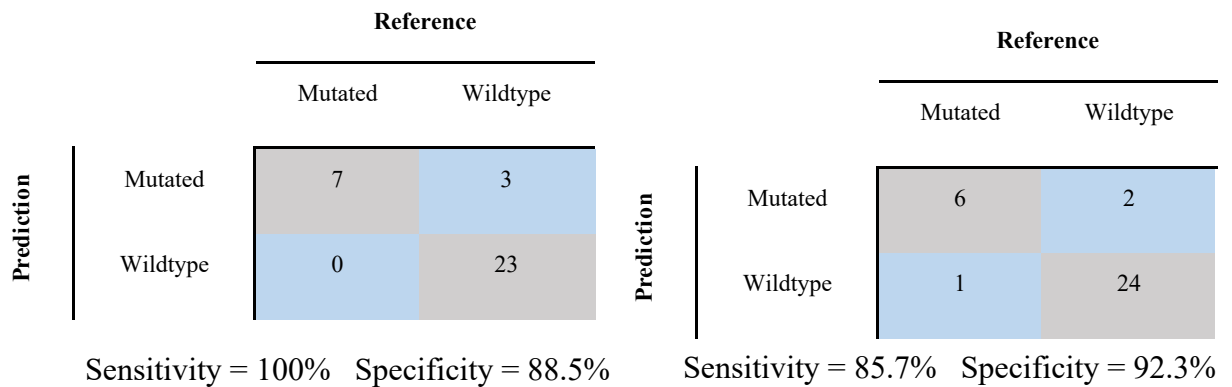 Reference
Mutated Wildtype
Prediction
Mutated 7 3
Wildtype 0 23
Sensitivity = 100% Specificity = 88.5%
Reference
Mutated Wildtype
Prediction
Mutated 6 2
Wildtype 1 24
Sensitivity = 85.7% Specificity = 92.3%